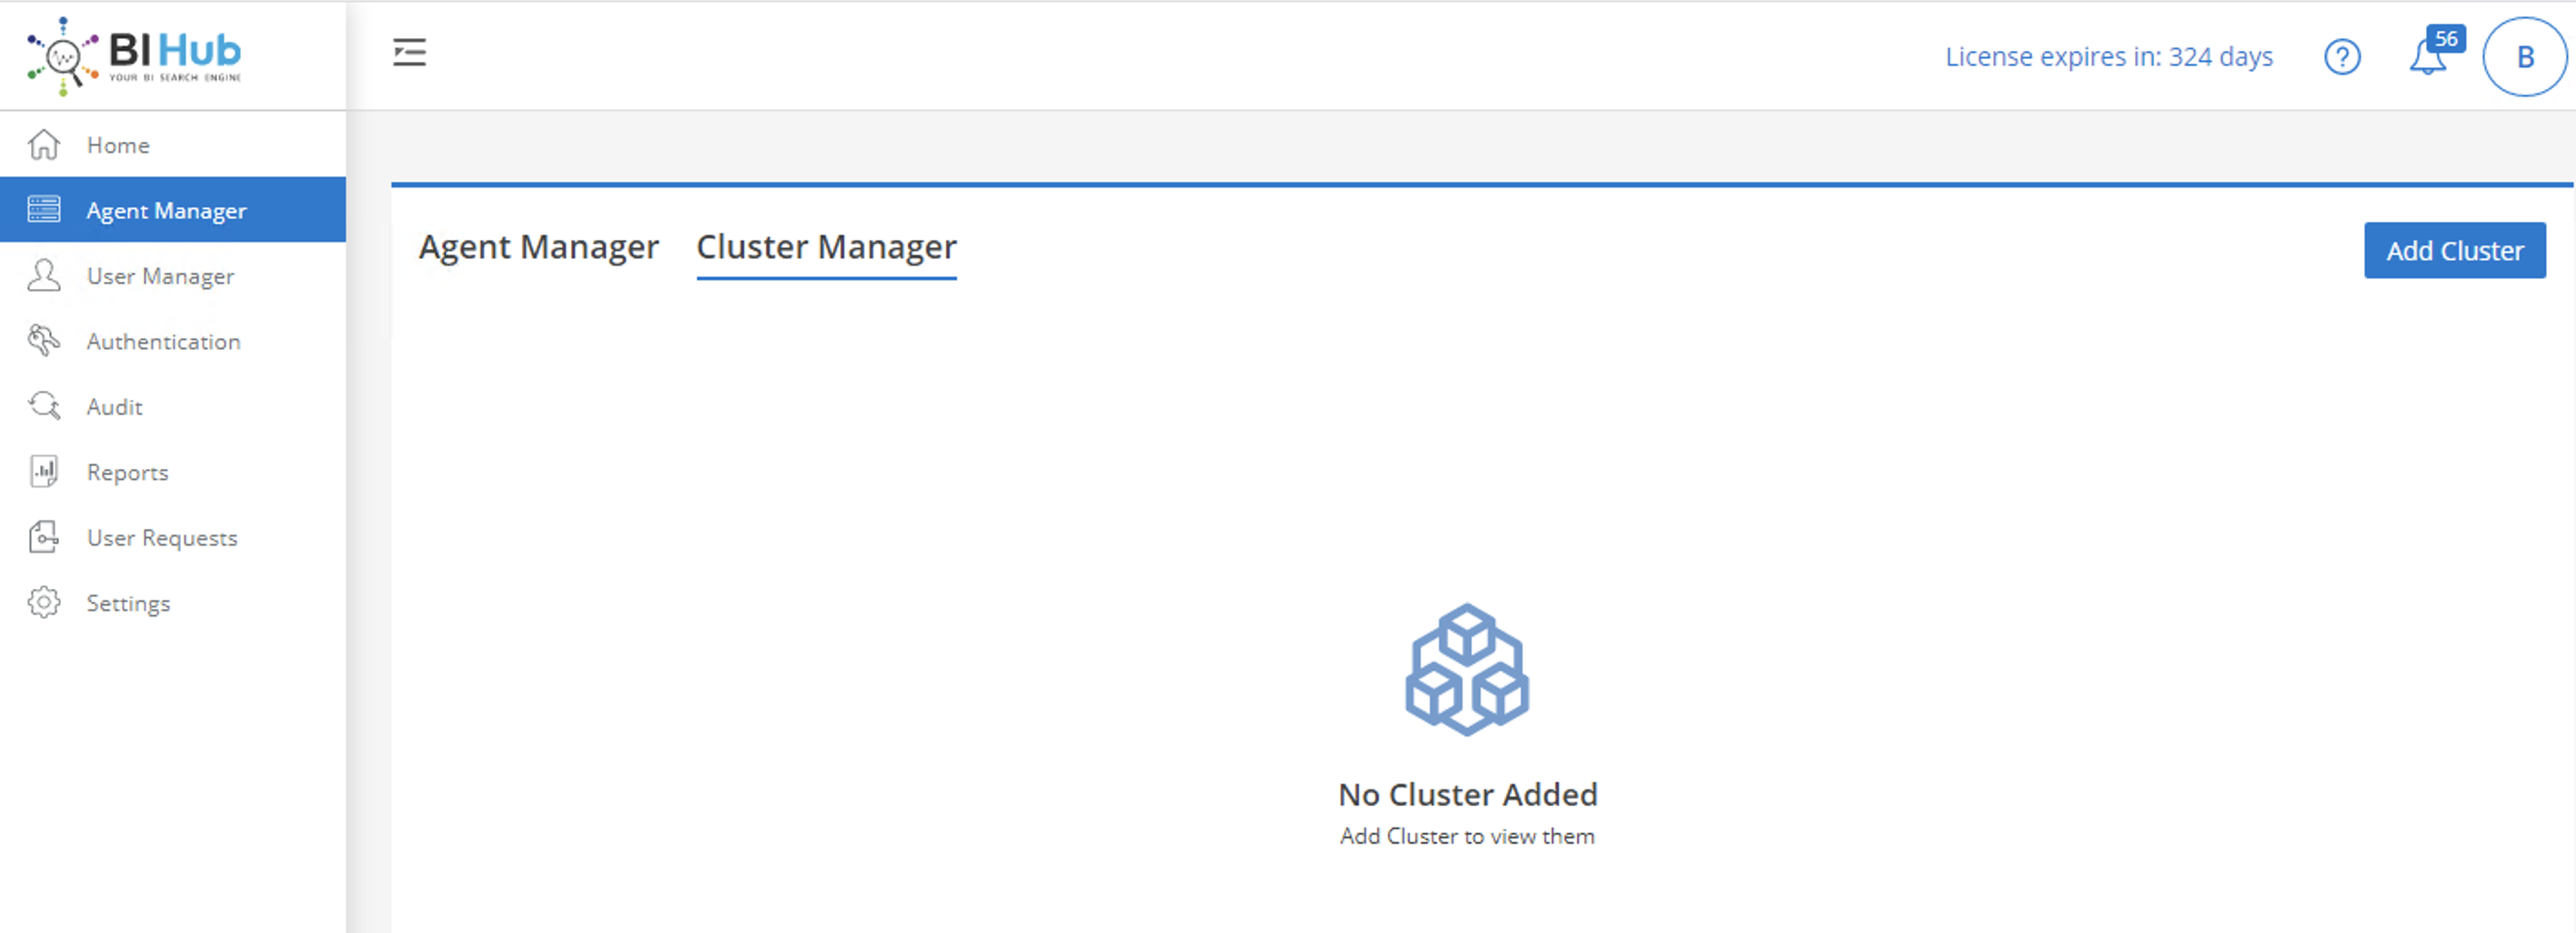 BI Hub
YOUR BI SEARCH ENGINE
License expires in: 324 days
?
56
B
Home
Agent Manager
User Manager
Authentication
Audit
Reports
User Requests
Settings
Agent Manager Cluster Manager
Add Cluster
No Cluster Added
Add Cluster to view them